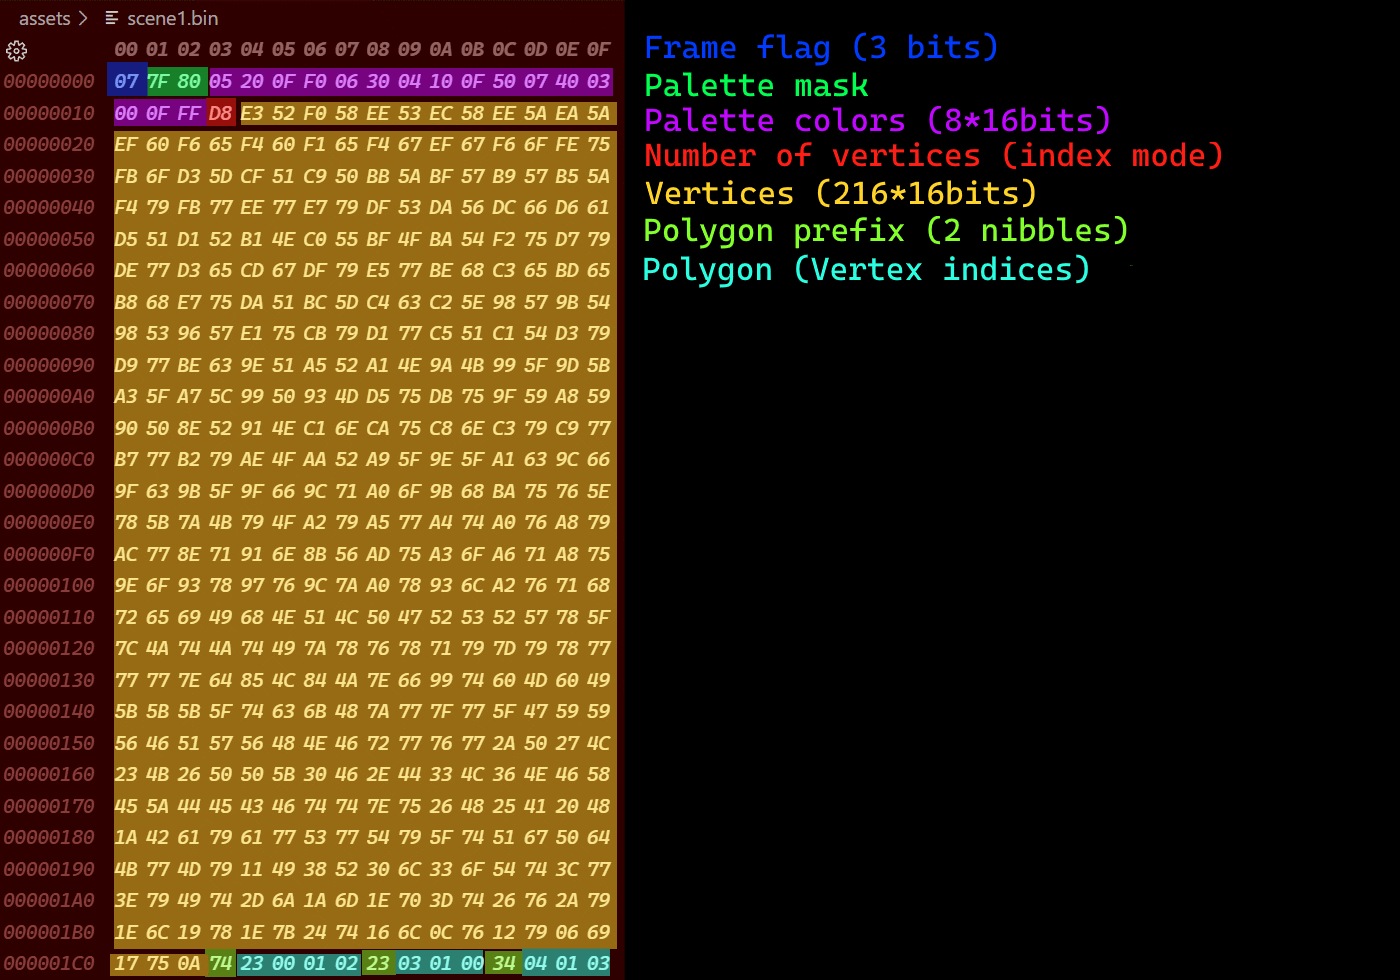 assets > scene1.bin
00 01 02 03 04 05 06 07 08 09 0A 0B 0C 0D 0E 0F
00000000 07 7F 80 05 20 0F F0 06 30 04 10 0F 50 07 40 03
00000010 00 0F FF D8 E3 52 F0 58 EE 53 EC 58 EE 5A EA 5A
00000020 EF 60 F6 65 F4 60 F1 65 F4 67 EF 67 F6 6F FE 75
00000030 FB 6F D3 5D CF 51 C9 50 BB 5A BF 57 B9 57 B5 5A
00000040 F4 79 FB 77 EE 77 E7 79 DF 53 DA 56 DC 66 D6 61
00000050 D5 51 D1 52 B1 4E C0 55 BF 4F BA 54 F2 75 D7 79
00000060 DE 77 D3 65 CD 67 DF 79 E5 77 BE 68 C3 65 BD 65
00000070 B8 68 E7 75 DA 51 BC 5D C4 63 C2 5E 98 57 9B 54
00000080 98 53 96 57 E1 75 CB 79 D1 77 C5 51 C1 54 D3 79
00000090 D9 77 BE 63 9E 51 A5 52 A1 4E 9A 4B 99 5F 9D 5B
000000A0 A3 5F A7 5C 99 50 93 4D D5 75 DB 75 9F 59 A8 59
000000B0 90 50 8E 52 91 4E C1 6E CA 75 C8 6E C3 79 C9 77
000000C0 B7 77 B2 79 AE 4F AA 52 A9 5F 9E 5F A1 63 9C 66
000000D0 9F 63 9B 5F 9F 66 9C 71 A0 6F 9B 68 BA 75 76 5E
000000E0 78 5B 7A 4B 79 4F A2 79 A5 77 A4 74 A0 76 A8 79
000000F0 AC 77 8E 71 91 6E 8B 56 AD 75 A3 6F A6 71 A8 75
00000100 9E 6F 93 78 97 76 9C 7A A0 78 93 6C A2 76 71 68
00000110 72 65 69 49 68 4E 51 4C 50 47 52 53 52 57 78 5F
00000120 7C 4A 74 4A 74 49 7A 78 76 78 71 79 7D 79 78 77
00000130 77 77 7E 64 85 4C 84 4A 7E 66 99 74 60 4D 60 49
00000140 5B 5B 5B 5F 74 63 6B 48 7A 77 7F 77 5F 47 59 59
00000150 56 46 51 57 56 48 4E 46 72 77 76 77 2A 50 27 4C
00000160 23 4B 26 50 50 5B 30 46 2E 44 33 4C 36 4E 46 58
00000170 45 5A 44 45 43 46 74 74 7E 75 26 48 25 41 20 48
00000180 1A 42 61 79 61 77 53 77 54 79 5F 74 51 67 50 64
00000190 4B 77 4D 79 11 49 38 52 30 6C 33 6F 54 74 3C 77
000001A0 3E 79 49 74 2D 6A 1A 6D 1E 70 3D 74 26 76 2A 79
000001B0 1E 6C 19 78 1E 7B 24 74 16 6C 0C 76 12 79 06 69
000001C0 17 75 0A 74 23 00 01 02 23 03 01 00 34 04 01 03
Frame flag (3 bits)
Palette mask
Palette colors (8*16bits)
Number of vertices (index mode)
Vertices (216*16bits)
Polygon prefix (2 nibbles)
Polygon (Vertex indices)